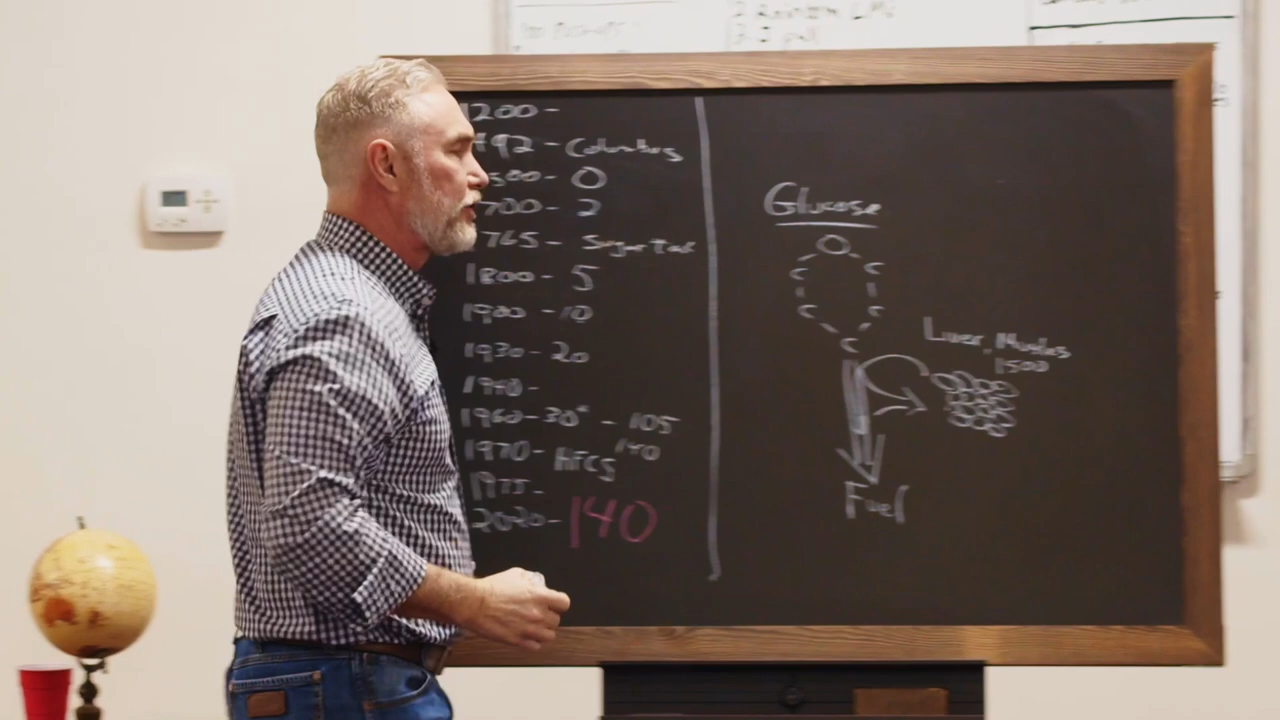 1200-
1492 - Columbus
1500- 0
1700- 2
1765- Sugar tax
1800- 5
1900 -10
1930- 20
1940-
1960-30# - 105
1970- HFCS 140
1975-
2020- 140
Glucose
O
C C
C C
C
Liver, Muscles
1500
Fuel